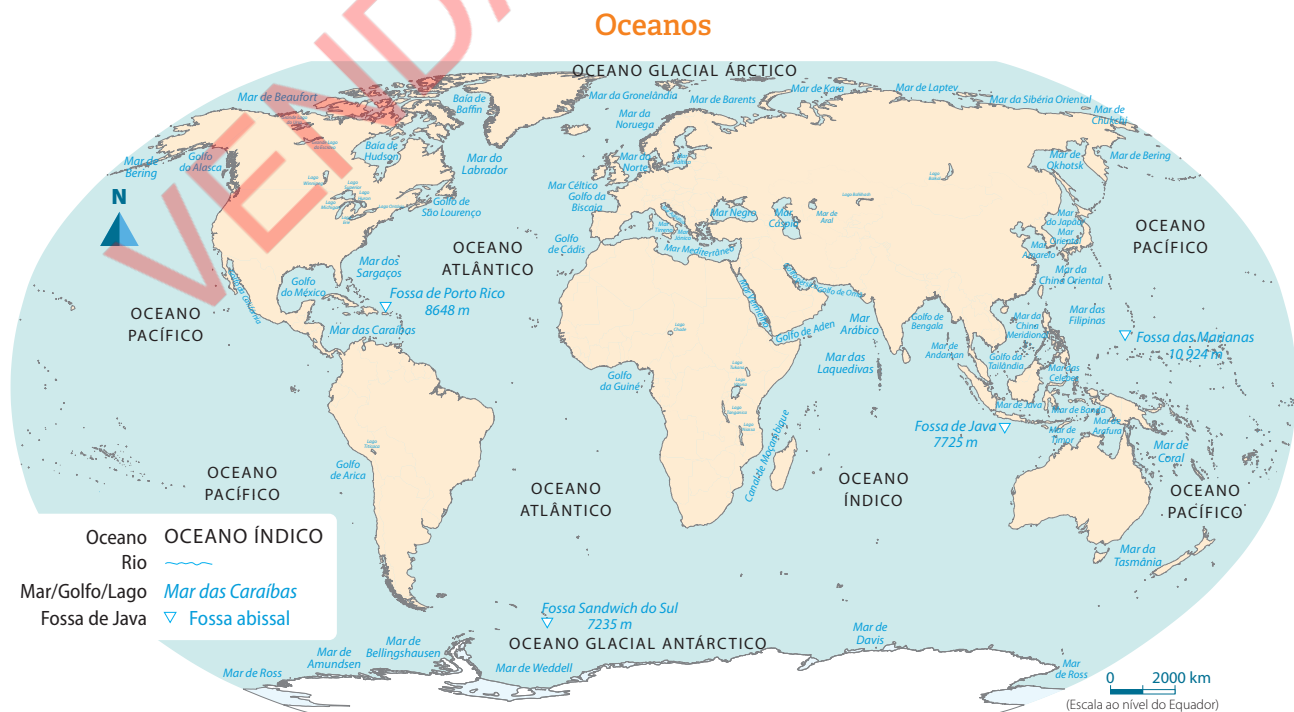 Oceanos
VENDA
OCEANO GLACIAL ÁRCTICO
Mar de Beaufort
Baía de
Baffin
Mar da Gronelândia
Mar de Barents
Mar de Kara
Mar de Laptev
Mar da Sibéria Oriental
Mar de
Chukchi
Mar da
Noruega
Mar de
Bering
Golfo
do Alasca
Baía de
Hudson
Mar do
Labrador
Mar do
Norte
Mar de
Okhotsk
Mar de Bering
N
Mar Céltico
Golfo da
Biscaia
Golfo de
São Lourenço
Mar Negro
Mar
Cáspio
Mar de
Aral
Mar
do Japão
Mar
Oriental
Mar
Amarelo
OCEANO
PACÍFICO
OCEANO
ATLÂNTICO
Golfo
de Cádis
Mar Mediterrâneo
Mar dos
Sargaços
Golfo
do México
Fossa de Porto Rico
8648 m
Mar Vermelho
Mar da
China Oriental
OCEANO
PACÍFICO
Mar das Caraíbas
Golfo de Aden
Mar
Arábico
Golfo de
Bengala
Mar da
China
Meridional
Mar das
Filipinas
Fossa das Marianas
10 924 m
Mar de
Andaman
Golfo da
Tailândia
Mar das
Laquedivas
Mar das
Celebes
Golfo
da Guiné
Mar de Java
Mar de Banda
Mar de
Arafura
Fossa de Java
7725 m
Mar de
Timor
Canal de Moçambique
Mar de
Coral
Golfo
de Arica
OCEANO
PACÍFICO
OCEANO
ATLÂNTICO
OCEANO
ÍNDICO
OCEANO
PACÍFICO
Mar da
Tasmânia
Oceano OCEANO ÍNDICO
Rio
Mar/Golfo/Lago Mar das Caraíbas
Fossa de Java Fossa abissal
Fossa Sandwich do Sul
7235 m
OCEANO GLACIAL ANTÁRCTICO
Mar de
Davis
Mar de Ross
Mar de
Amundsen
Mar de
Bellingshausen
Mar de Weddell
Mar
de Ross
0 2000 km
(Escala ao nível do Equador)